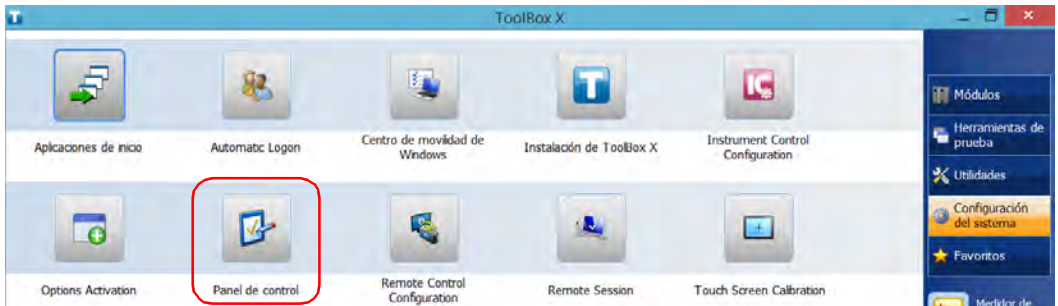 ToolBox X
Aplicaciones de inicio
Automatic Logon
Centro de movilidad de
Windows
Instalación de ToolBox X
Instrument Control
Configuration
Options Activation
Panel de control
Remote Control
Configuration
Remote Session
Touch Screen Calibration
Módulos
Herramientas de
prueba
Utilidades
Configuración
del sistema
Favoritos
Medidor de